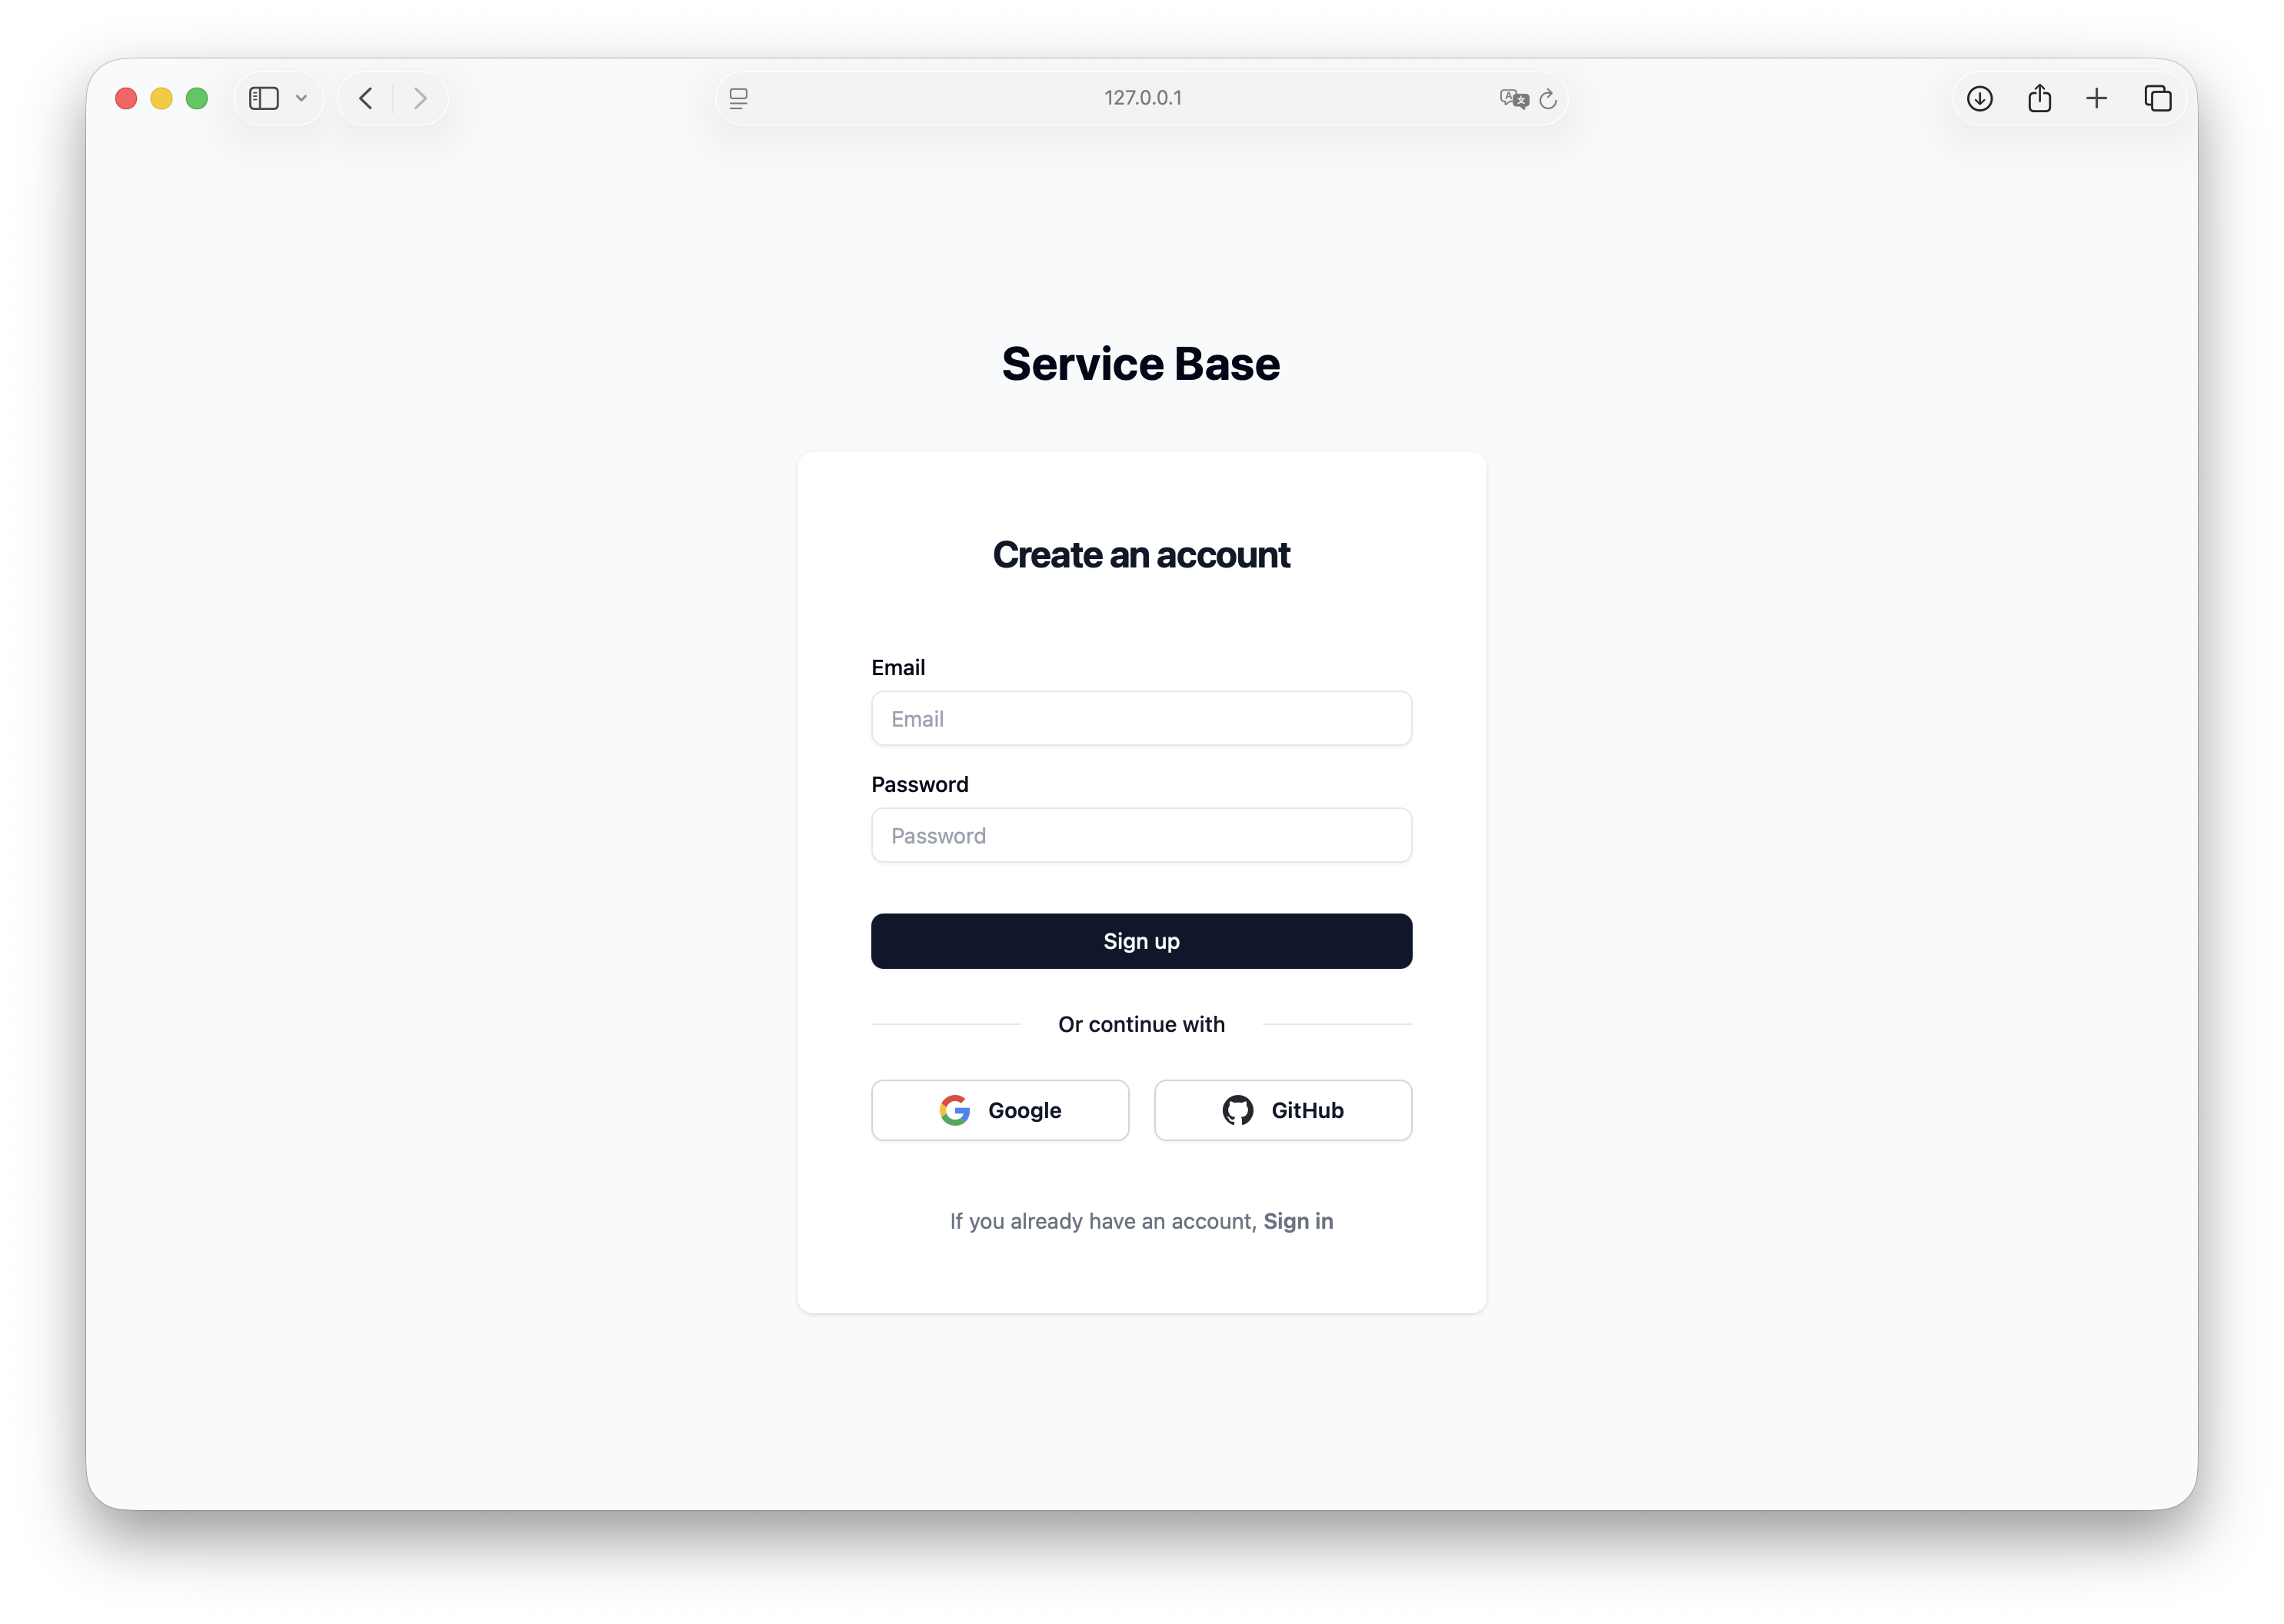 127.0.0.1
Service Base
Create an account
Email
Email
Password
Password
Sign up
Or continue with
Google
GitHub
If you already have an account, Sign in